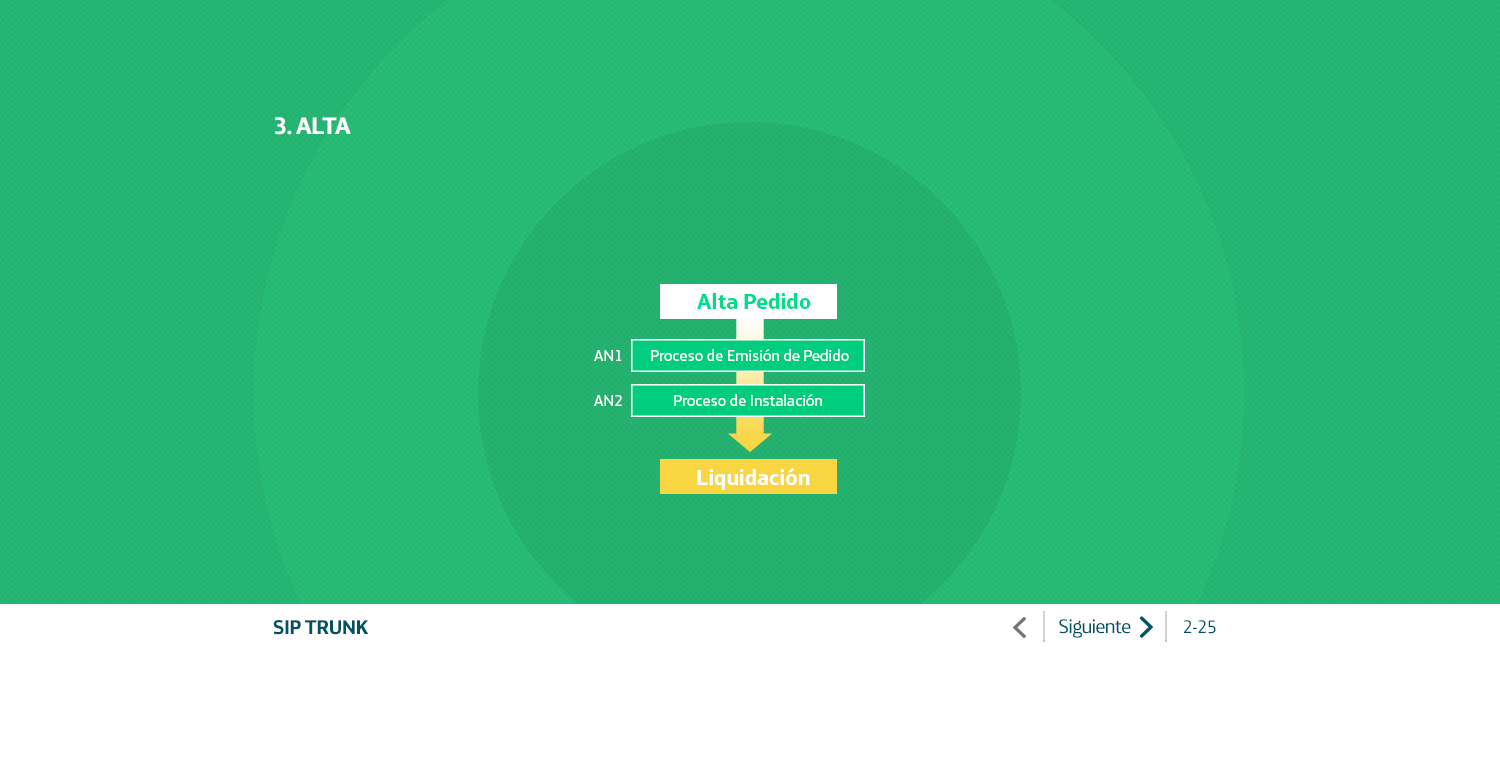 3. ALTA
Alta Pedido
AN1 Proceso de Emisión de Pedido
AN2 Proceso de Instalación
Liquidación
SIP TRUNK
Siguiente
2-25